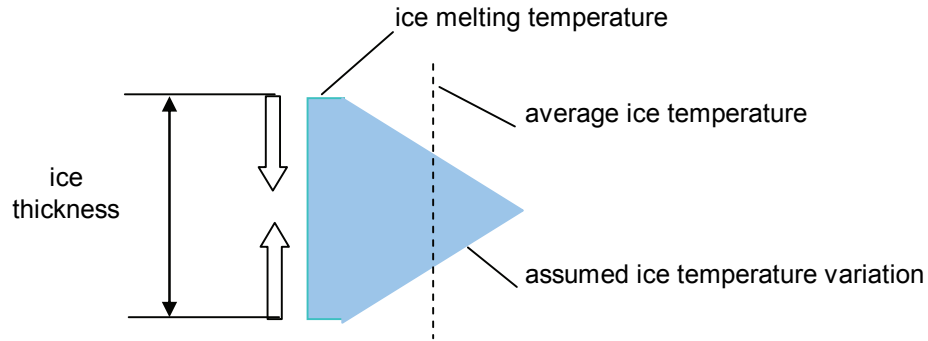 ice melting temperature
average ice temperature
ice
thickness
assumed ice temperature variation